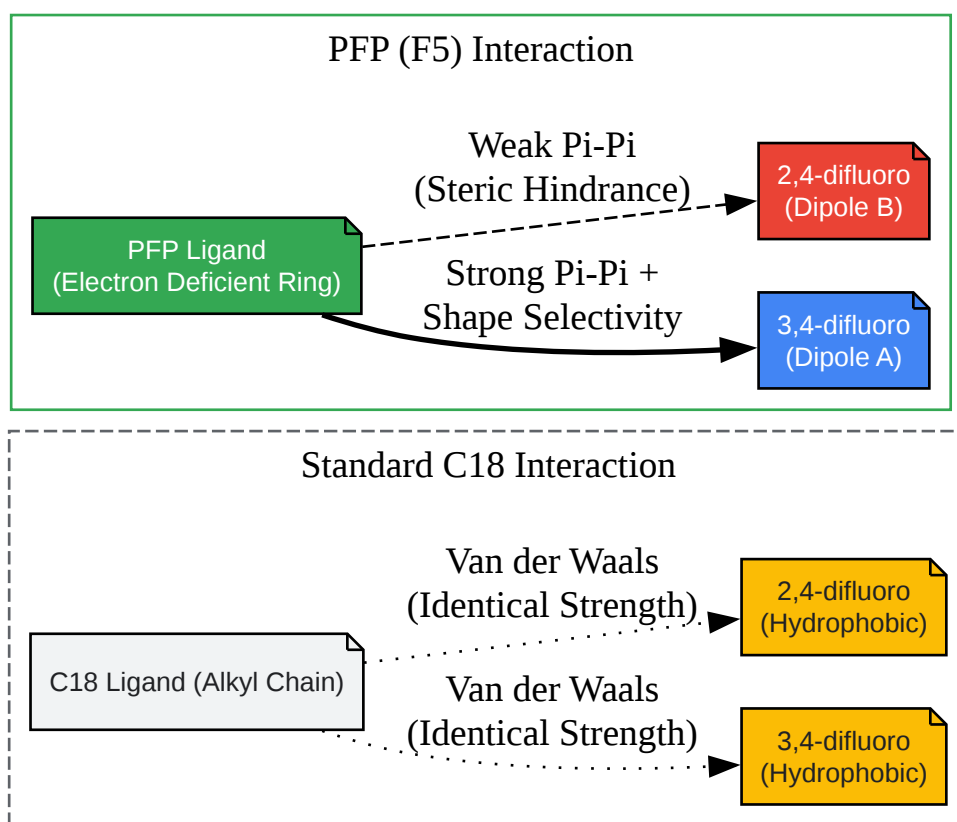 PFP (F5) Interaction
Weak Pi-Pi
(Steric Hindrance)
2,4-difluoro
(Dipole B)
PFP Ligand
(Electron Deficient Ring)
Strong Pi-Pi +
Shape Selectivity
3,4-difluoro
(Dipole A)
Standard C18 Interaction
Van der Waals
(Identical Strength)
2,4-difluoro
(Hydrophobic)
C18 Ligand (Alkyl Chain)
Van der Waals
(Identical Strength)
3,4-difluoro
(Hydrophobic)